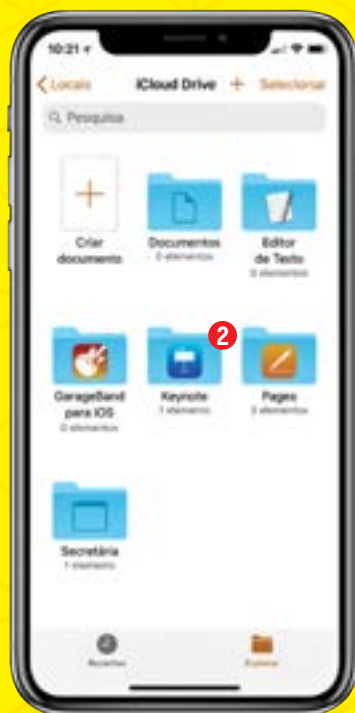 10:21
Locais
iCloud Drive
+
Selecionar
Pesquisa
Criar
documento
Documentos
0 elementos
Editor
de Texto
0 elementos
2
GarageBand
para iOS
0 elementos
Keynote
1 elemento
Pages
elementos
Secretária
1 elemento
Recentes
Explorar